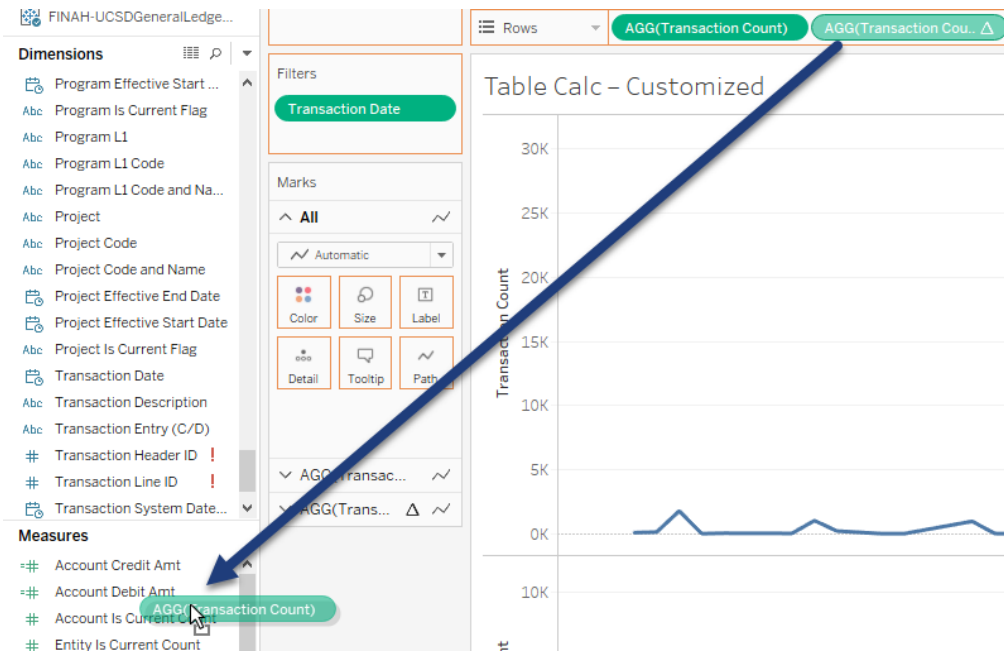 FINAH-UCSDGeneralLedge...
Dimensions
Program Effective Start ...
Abc Program Is Current Flag
Abc Program L1
Abc Program L1 Code
Abc Program L1 Code and Na...
Abc Project
Abc Project Code
Abc Project Code and Name
Project Effective End Date
Project Effective Start Date
Abc Project Is Current Flag
Transaction Date
Abc Transaction Description
Abc Transaction Entry (C/D)
# Transaction Header ID !
# Transaction Line ID !
Transaction System Date...
Measures
=# Account Credit Amt
=# Account Debit Amt
# Account Is Current Count
# Entity Is Current Count
AGG(Transaction Count)
Filters
Transaction Date
Marks
All
Automatic
Color Size Label
T
Detail Tooltip Path
AGG(Transac...
AGG(Trans... Δ
Rows AGG(Transaction Count) AGG(Transaction Cou.. Δ
Table Calc – Customized
Transaction Count
30K
25K
20K
15K
10K
5K
0K
10K